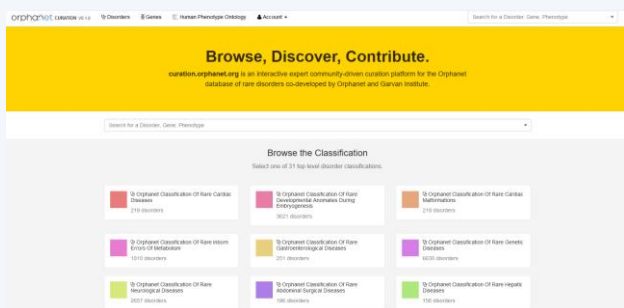 orphanet CURATION
Disorders Genes Human Phenotype Ontology Account Search for a Disorder, Gene, Phenotype
Browse, Discover, Contribute.
curation.orphanet.org is an interactive expert community-driven curation platform for the Orphanet
database of rare disorders co-developed by Orphanet and Garvan Institute.
Search for a Disorder, Gene, Phenotype
Browse the Classification
Select one of 31 top level disorder classifications.
Orphanet Classification Of Rare Cardiac
Diseases
219 disorders
Orphanet Classification Of Rare
Developmental Anomalies During
Embryogenesis
3621 disorders
Orphanet Classification Of Rare Cardiac
Malformations
219 disorders
Orphanet Classification Of Rare Inborn
Errors Of Metabolism
1015 disorders
Orphanet Classification Of Rare
Gastroenterological Diseases
251 disorders
Orphanet Classification Of Rare Genetic
Diseases
disorders
Orphanet Classification Of Rare
Neurological Diseases
disorders
Orphanet Classification Of Rare
Abdominal Surgical Diseases
disorders
Orphanet Classification Of Rare Hepatic
Diseases
disorders